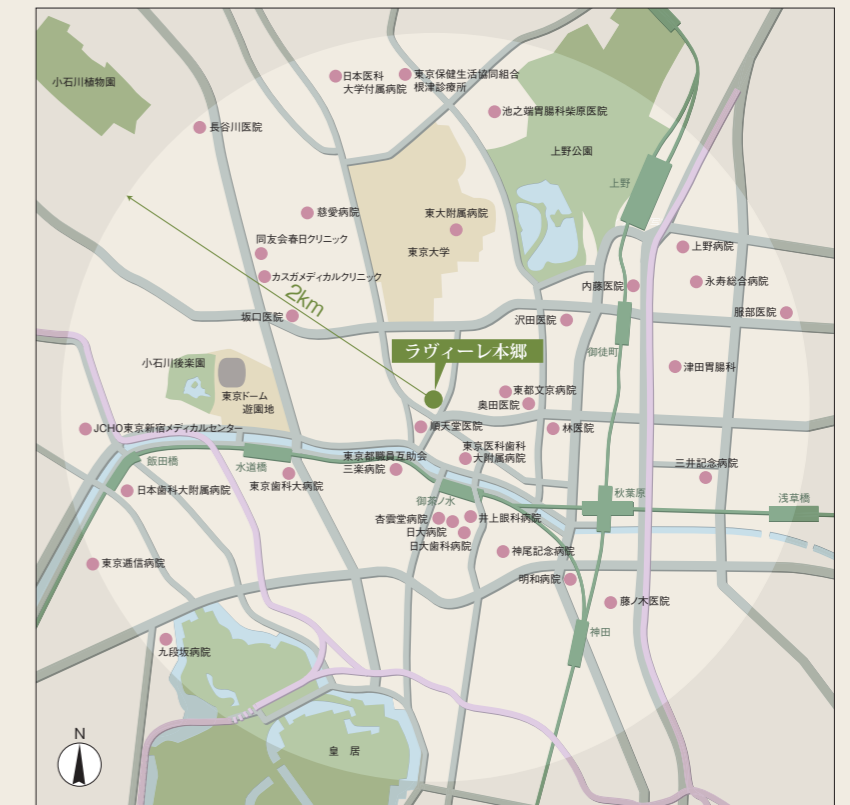 小石川植物園
日本医科
大学付属病院
東京保健生活協同組合
根津診療所
池之端胃腸科柴原医院
長谷川医院
上野公園
上野
慈愛病院
東大附属病院
同友会春日クリニック
東京大学
上野病院
カスガメディカルクリニック
内藤医院
永寿総合病院
2km
坂口医院
沢田医院
服部医院
ラヴィーレ本郷
御徒町
小石川後楽園
津田胃腸科
東京ドーム
遊園地
東都文京病院
奥田医院
JCHO東京新宿メディカルセンター
順天堂医院
林医院
東京医科歯科
大附属病院
東京都職員互助会
三楽病院
飯田橋
水道橋
三井記念病院
日本歯科大附属病院
東京歯科大病院
御茶ノ水
秋葉原
浅草橋
杏雲堂病院
井上眼科病院
日大病院
日大歯科病院
神尾記念病院
東京逓信病院
明和病院
藤ノ木医院
神田
九段坂病院
N
皇 居